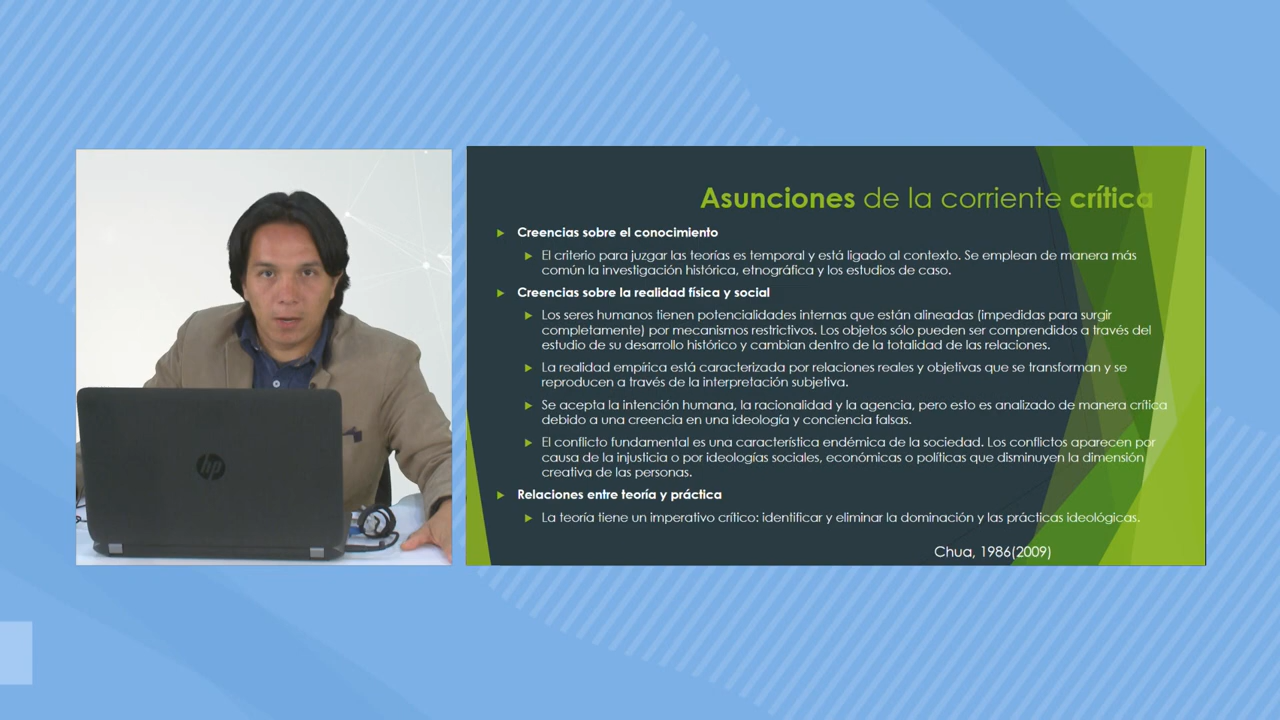 Asunciones de la corriente crítica
Creencias sobre el conocimiento
El criterio para juzgar las teorías es temporal y está ligado al contexto. Se emplean de manera más
común la investigación histórica, etnográfica y los estudios de caso.
Creencias sobre la realidad física y social
Los seres humanos tienen potencialidades internas que están alineadas (impedidas para surgir
completamente) por mecanismos restrictivos. Los objetos sólo pueden ser comprendidos a través del
estudio de su desarrollo histórico y cambian dentro de la totalidad de las relaciones.
La realidad empírica está caracterizada por relaciones reales y objetivas que se transforman y se
reproducen a través de la interpretación subjetiva.
Se acepta la intención humana, la racionalidad y la agencia, pero esto es analizado de manera crítica
debido a una creencia en una ideología y conciencia falsas.
El conflicto fundamental es una característica endémica de la sociedad. Los conflictos aparecen por
causa de la injusticia o por ideologías sociales, económicas o políticas que disminuyen la dimensión
creativa de las personas.
Relaciones entre teoría y práctica
La teoría tiene un imperativo crítico: identificar y eliminar la dominación y las prácticas ideológicas.
Chua, 1986(2009)
hp